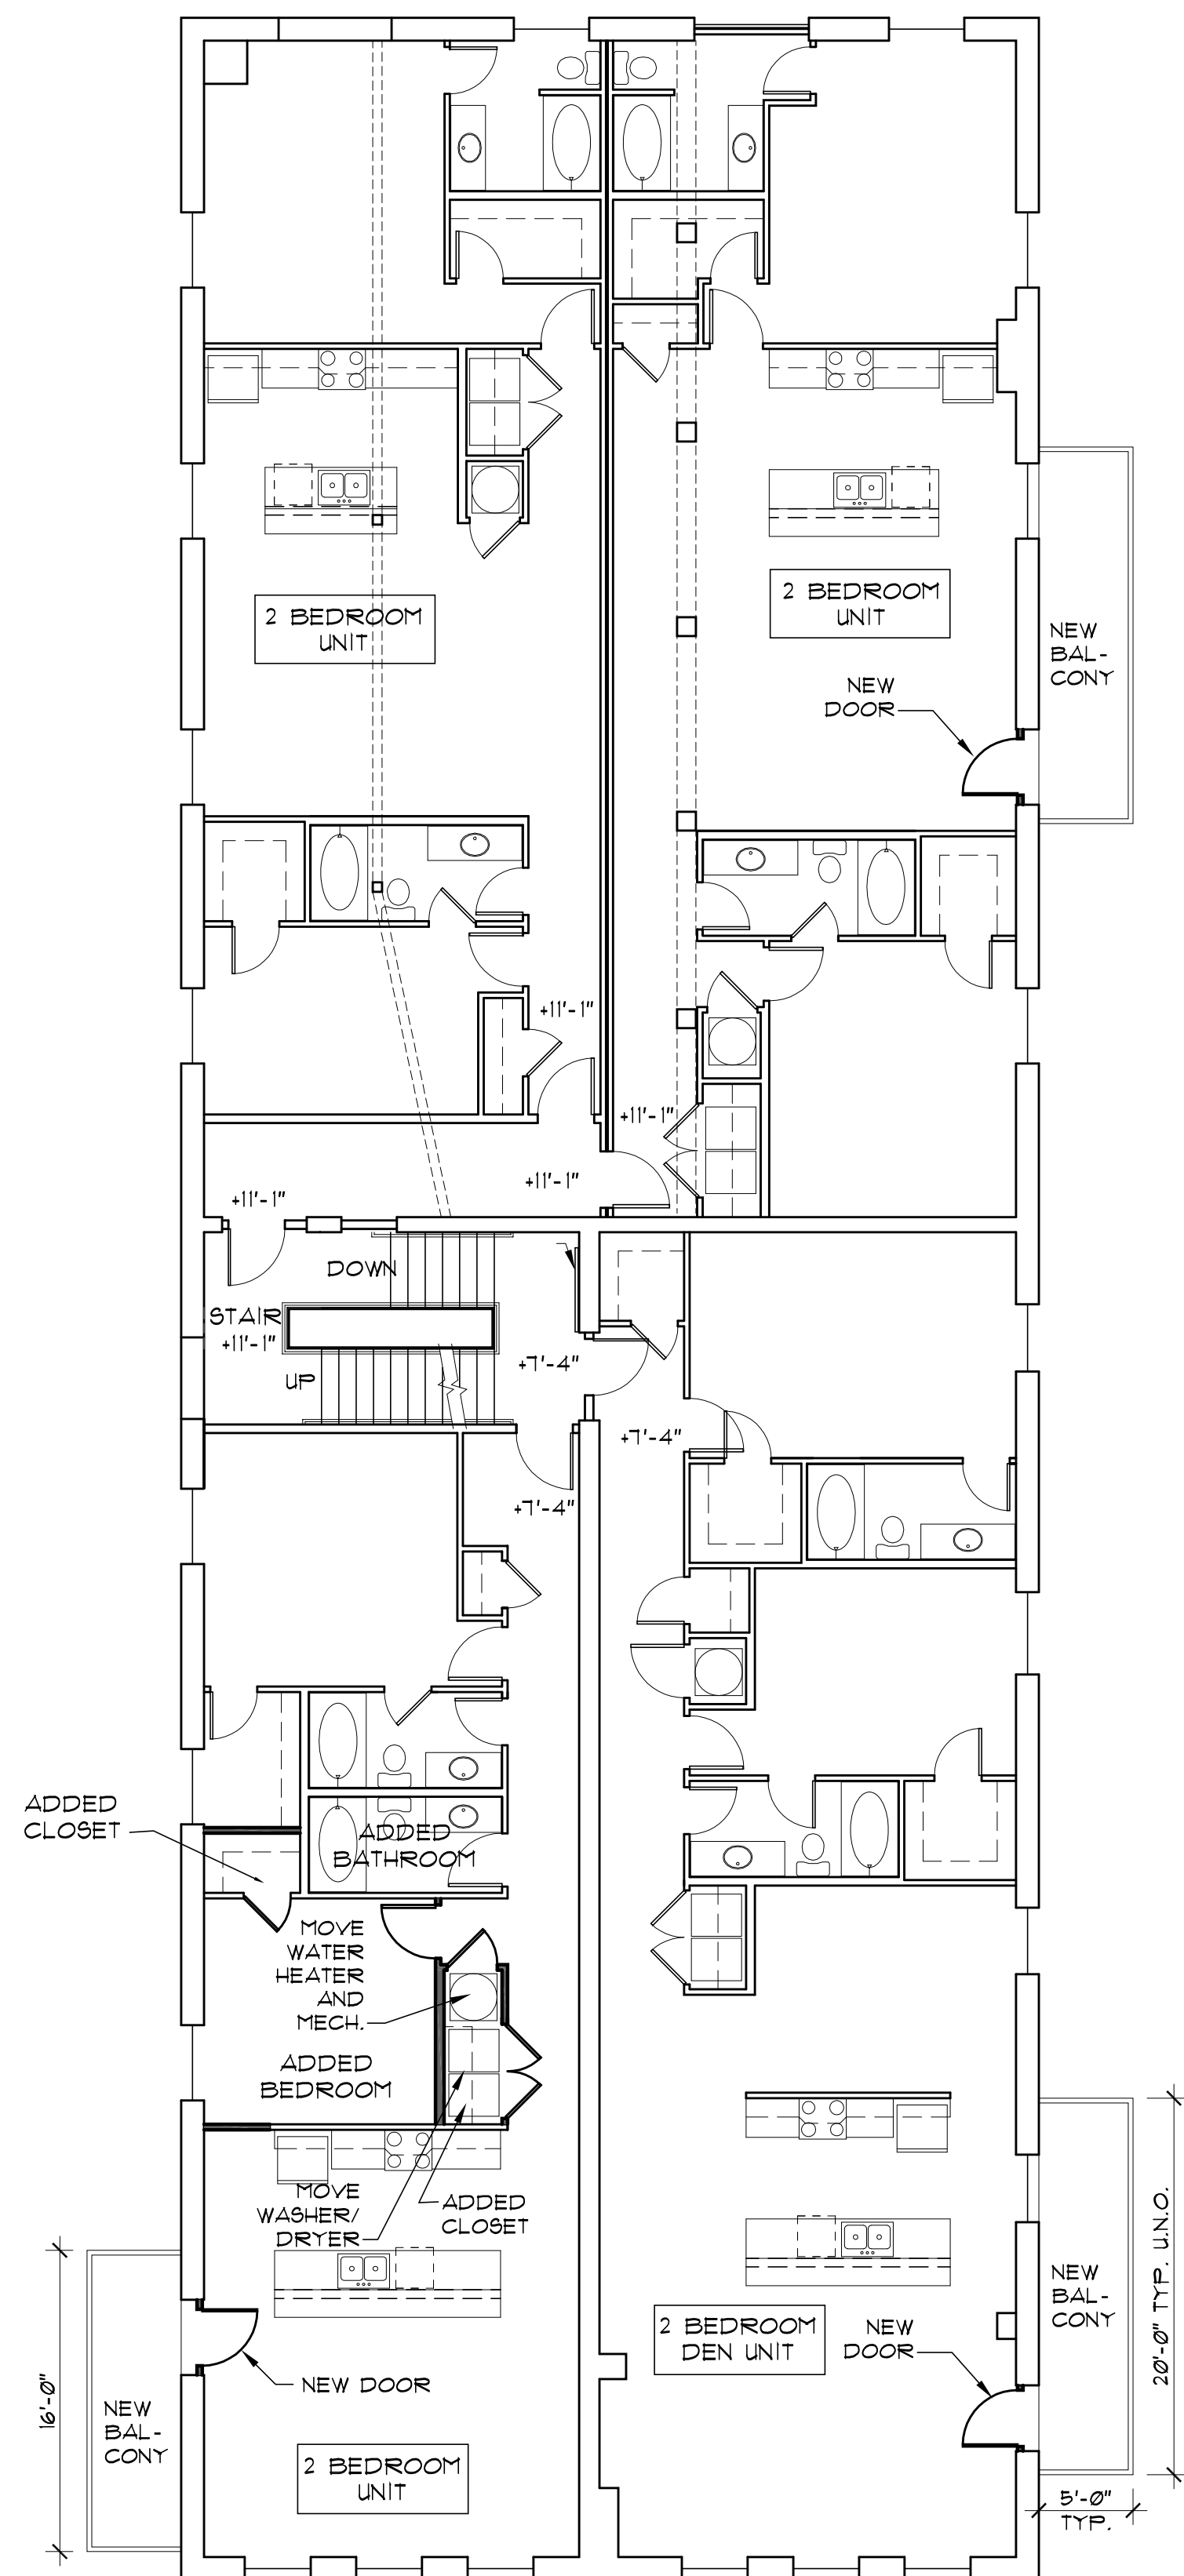 2 BEDROOM
UNIT
2 BEDROOM
UNIT
NEW
BAL-
CONY
NEW
DOOR
+11'-1"
+11'-1"
+11'-1"
+11'-1"
DOWN
STAIR
+11'-1"
UP
+7'-4"
+7'-4"
+7'-4"
ADDED
CLOSET
ADDED
BATHROOM
MOVE
WATER
HEATER
AND
MECH.
ADDED
BEDROOM
MOVE
WASHER/
DRYER
ADDED
CLOSET
NEW DOOR
16'-0"
NEW
BAL-
CONY
2 BEDROOM
UNIT
2 BEDROOM
DEN UNIT
NEW
DOOR
NEW
BAL-
CONY
20'-0" TYP. U.N.O.
5'-0"
TYP.